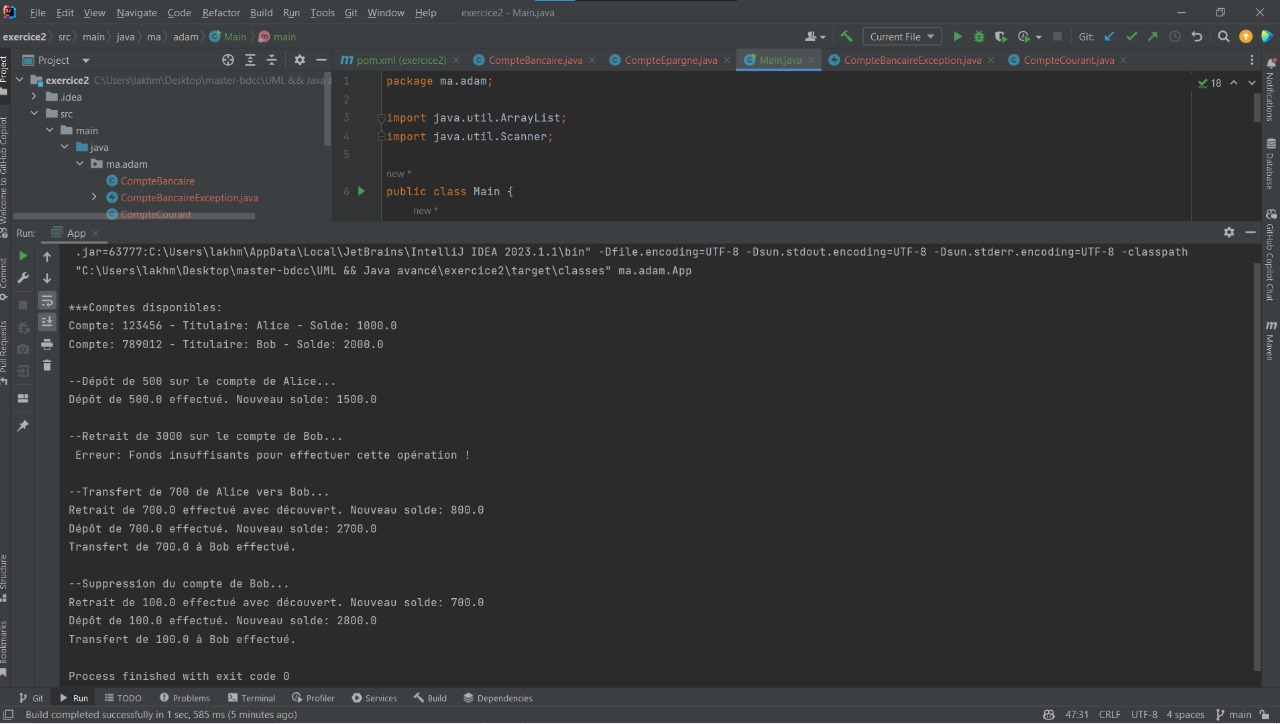 File Edit View Navigate Code Refactor Build Run Tools Git Window Help exercice2 - Main.java
exercice2 src main java ma adam Main main Current File Git:
Project
Project
pom.xml (exercice2) CompteBancaire.java CompteEpargne.java Main.java CompteBancaireException.java CompteCourant.java
exercice2 C:\Users\lakhm\Desktop\master-bdcc\UML && Java a
.idea
src
main
java
ma.adam
CompteBancaire
CompteBancaireException.java
CompteCourant
1 package ma.adam;
2
3 import java.util.ArrayList;
4 import java.util.Scanner;
5
new *
6 public class Main {
new *
18
Notifications
Database
GitHub Copilot Chat
Maven
Welcome to GitHub Copilot
Commit
Pull Requests
Structure
Bookmarks
Run: App
.jar=63777:C:\Users\lakhm\AppData\Local\JetBrains\IntelliJ IDEA 2023.1.1\bin" -Dfile.encoding=UTF-8 -Dsun.stdout.encoding=UTF-8 -Dsun.stderr.encoding=UTF-8 -classpath
"C:\Users\lakhm\Desktop\master-bdcc\UML && Java avancé\exercice2\target\classes" ma.adam.App
***Comptes disponibles:
Compte: 123456 - Titulaire: Alice - Solde: 1000.0
Compte: 789012 - Titulaire: Bob - Solde: 2000.0
--Dépôt de 500 sur le compte de Alice...
Dépôt de 500.0 effectué. Nouveau solde: 1500.0
--Retrait de 3000 sur le compte de Bob...
Erreur: Fonds insuffisants pour effectuer cette opération !
--Transfert de 700 de Alice vers Bob...
Retrait de 700.0 effectué avec découvert. Nouveau solde: 800.0
Dépôt de 700.0 effectué. Nouveau solde: 2700.0
Transfert de 700.0 à Bob effectué.
--Suppression du compte de Bob...
Retrait de 100.0 effectué avec découvert. Nouveau solde: 700.0
Dépôt de 100.0 effectué. Nouveau solde: 2800.0
Transfert de 100.0 à Bob effectué.
Process finished with exit code 0
Git Run TODO Problems Terminal Profiler Services Build Dependencies
Build completed successfully in 1 sec, 585 ms (5 minutes ago) 47:31 CRLF UTF-8 4 spaces main